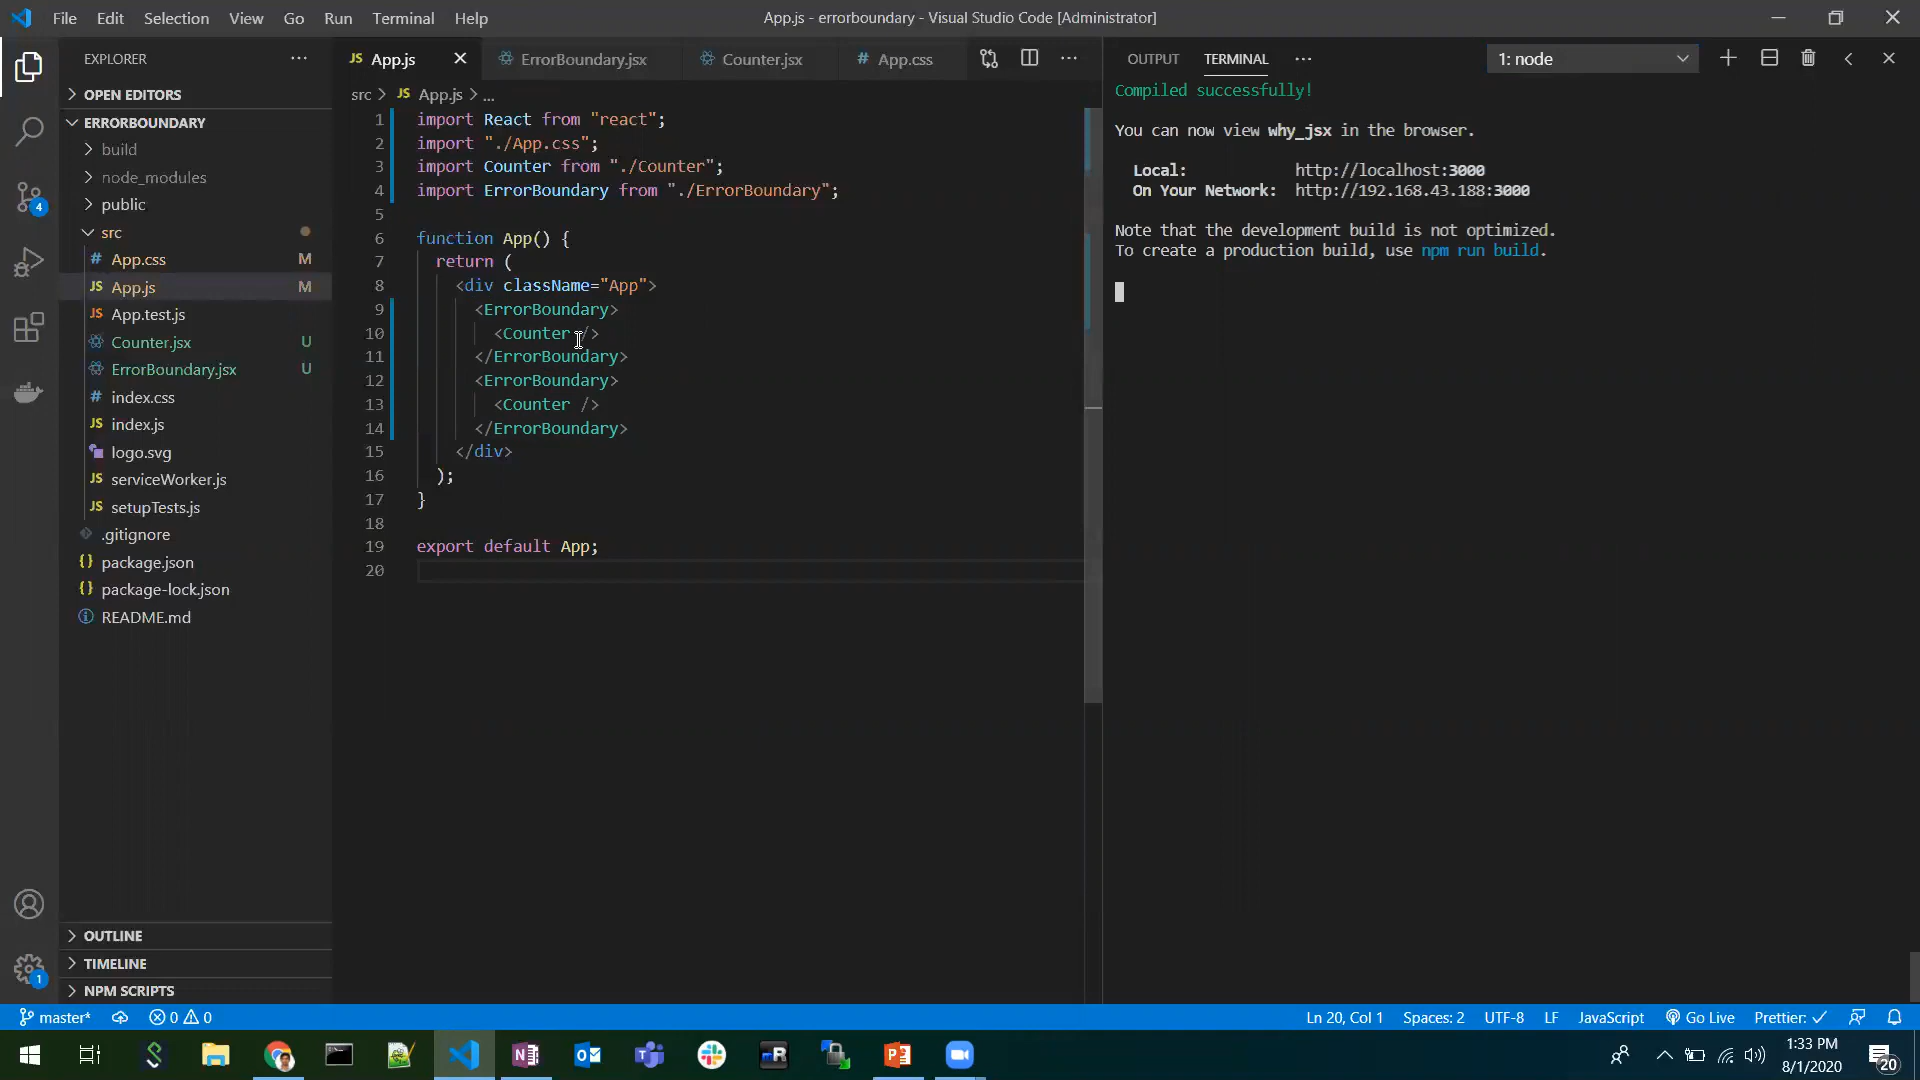 File Edit Selection View Go Run Terminal Help
App.js - errorboundary - Visual Studio Code [Administrator]
EXPLORER
OPEN EDITORS
ERRORBOUNDARY
build
node_modules
public
src
App.css M
App.js M
App.test.js
Counter.jsx U
ErrorBoundary.jsx U
index.css
index.js
logo.svg
serviceWorker.js
setupTests.js
.gitignore
package.json
package-lock.json
README.md
OUTLINE
TIMELINE
NPM SCRIPTS
App.js ErrorBoundary.jsx Counter.jsx App.css
src > JS App.js > ...
1 import React from "react";
2 import "./App.css";
3 import Counter from "./Counter";
4 import ErrorBoundary from "./ErrorBoundary";
5
6 function App() {
7 return (
8 <div className="App">
9 <ErrorBoundary>
10 <Counter />
11 </ErrorBoundary>
12 <ErrorBoundary>
13 <Counter />
14 </ErrorBoundary>
15 </div>
16 );
17 }
18
19 export default App;
20
OUTPUT TERMINAL 1: node
Compiled successfully!
You can now view why_jsx in the browser.
Local: http://localhost:3000
On Your Network: http://192.168.43.188:3000
Note that the development build is not optimized.
To create a production build, use npm run build.
4
1
master* 0 0 Ln 20, Col 1 Spaces: 2 UTF-8 LF JavaScript Go Live Prettier: ✓
1:33 PM
8/1/2020
20